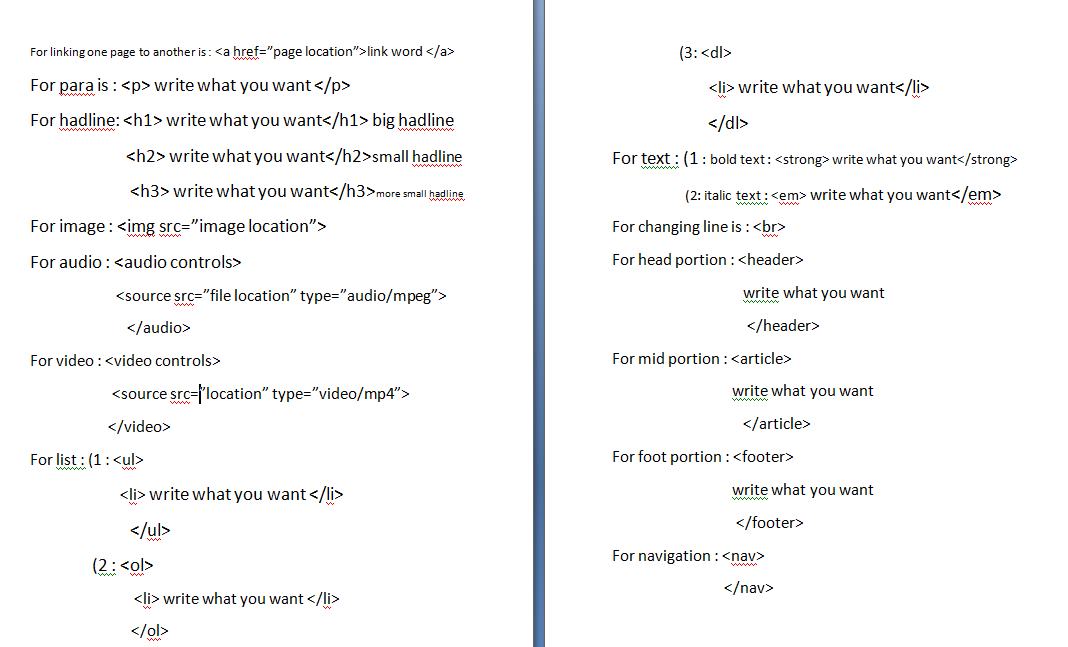 For linking one page to another is : <a href=”page location”>link word </a>
For para is : <p> write what you want </p>
For hadline: <h1> write what you want</h1> big hadline
<h2> write what you want</h2>small hadline
<h3> write what you want</h3>more small hadline
For image : <img src=”image location”>
For audio : <audio controls>
<source src=”file location” type=”audio/mpeg”>
</audio>
For video : <video controls>
<source src=”location” type=”video/mp4”>
</video>
For list : (1 : <ul>
<li> write what you want </li>
</ul>
(2 : <ol>
<li> write what you want </li>
</ol>
(3: <dl>
<li> write what you want</li>
</dl>
For text : (1 : bold text : <strong> write what you want</strong>
(2: italic text : <em> write what you want</em>
For changing line is : <br>
For head portion : <header>
write what you want
</header>
For mid portion : <article>
write what you want
</article>
For foot portion : <footer>
write what you want
</footer>
For navigation : <nav>
</nav>